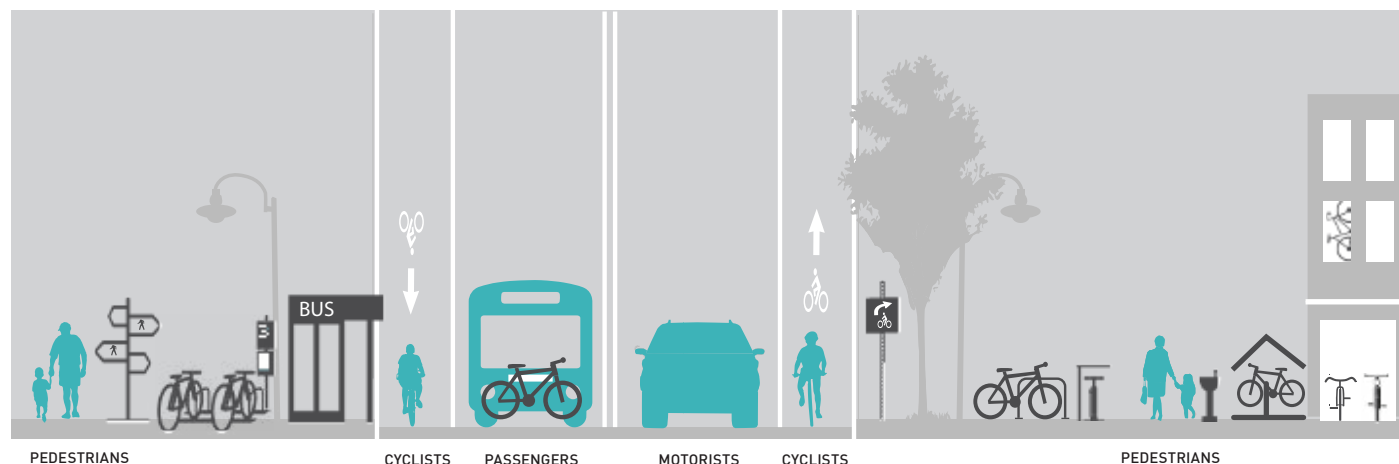 BUS
PEDESTRIANS
CYCLISTS
PASSENGERS
MOTORISTS
CYCLISTS
PEDESTRIANS